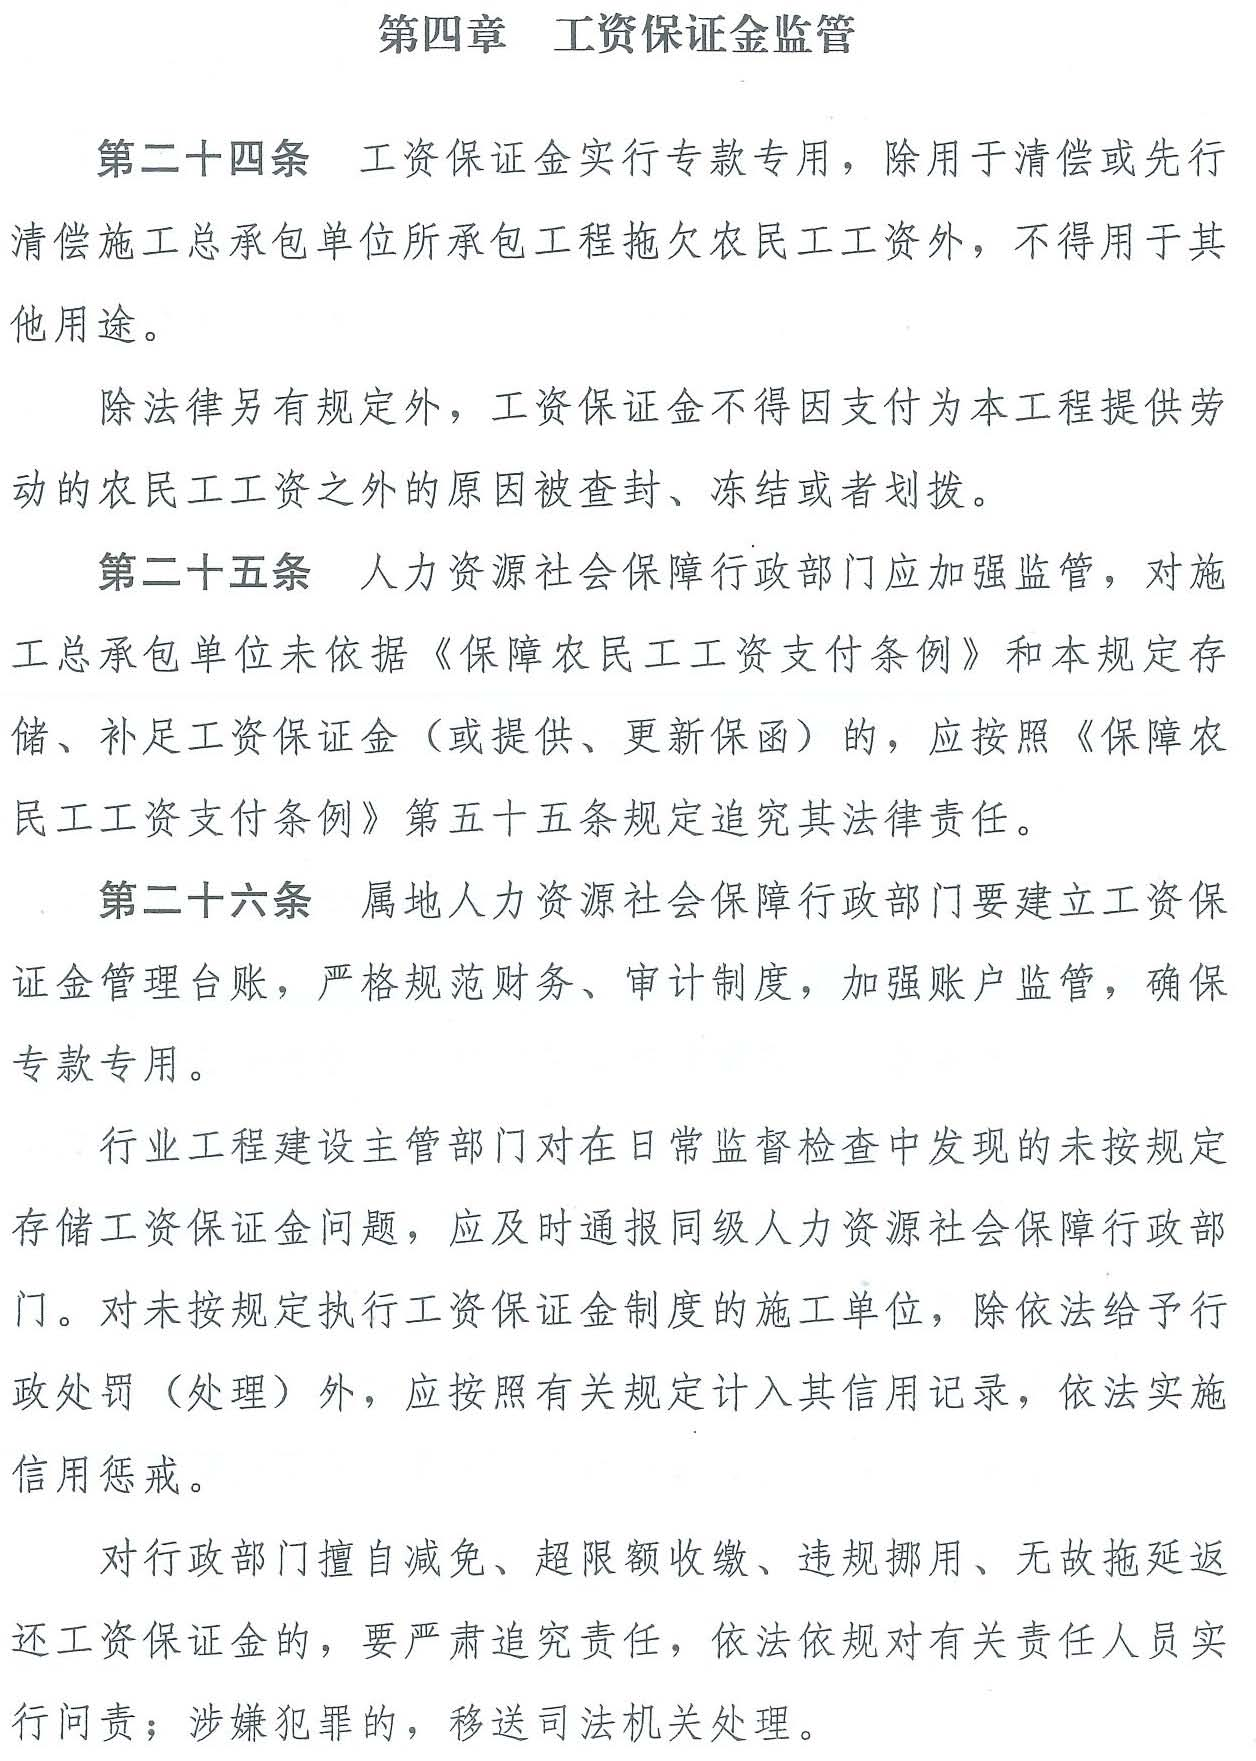 第四章　工资保证金监管
第二十四条　工资保证金实行专款专用，除用于清偿或先行
清偿施工总承包单位所承包工程拖欠农民工工资外，不得用于其
他用途。
除法律另有规定外，工资保证金不得因支付为本工程提供劳
动的农民工工资之外的原因被查封、冻结或者划拨。
第二十五条　人力资源社会保障行政部门应加强监管，对施
工总承包单位未依据《保障农民工工资支付条例》和本规定存
储、补足工资保证金（或提供、更新保函）的，应按照《保障农
民工工资支付条例》第五十五条规定追究其法律责任。
第二十六条　属地人力资源社会保障行政部门要建立工资保
证金管理台账，严格规范财务、审计制度，加强账户监管，确保
专款专用。
行业工程建设主管部门对在日常监督检查中发现的未按规定
存储工资保证金问题，应及时通报同级人力资源社会保障行政部
门。对未按规定执行工资保证金制度的施工单位，除依法给予行
政处罚（处理）外，应按照有关规定计入其信用记录，依法实施
信用惩戒。
对行政部门擅自减免、超限额收缴、违规挪用、无故拖延返
还工资保证金的，要严肃追究责任，依法依规对有关责任人员实
行问责；涉嫌犯罪的，移送司法机关处理。